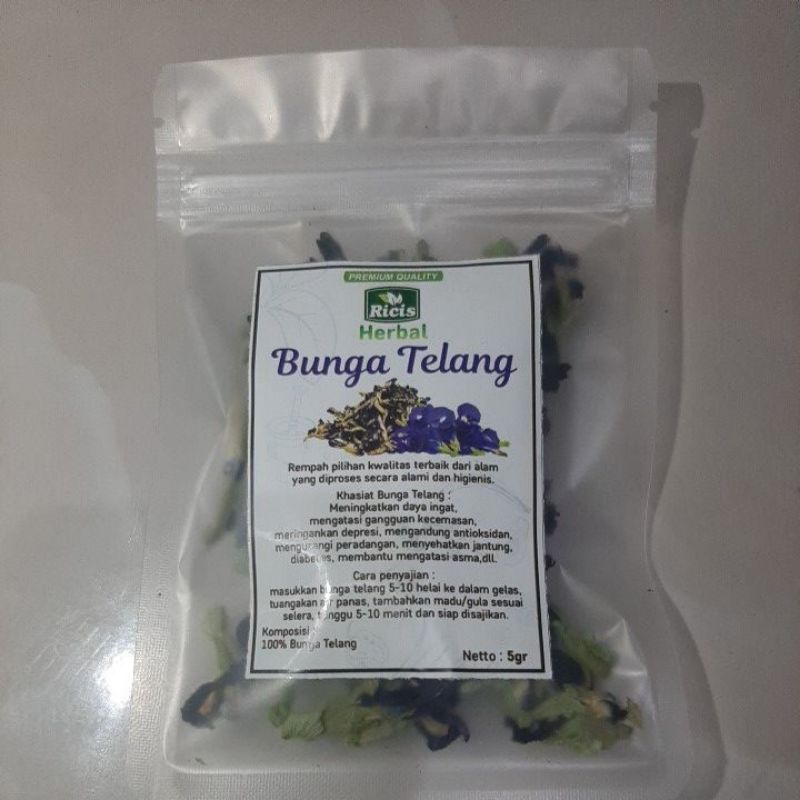 PREMIUM QUALITY
Ricis
Herbal
Bunga Telang
Rempah pilihan kwalitas terbaik dari alam
yang diproses secara alami dan higienis.
Khasiat Bunga Telang :
Meningkatkan daya ingat,
mengatasi gangguan kecemasan,
meringankan depresi, mengandung antioksidan,
mengurangi peradangan, menyehatkan jantung,
diabetes, membantu mengatasi asma,dll.
Cara penyajian :
masukkan bunga telang 5-10 helai ke dalam gelas,
tuangakan air panas, tambahkan madu/gula sesuai
selera, tunggu 5-10 menit dan siap disajikan.
Komposisi :
100% Bunga Telang
Netto : 5gr